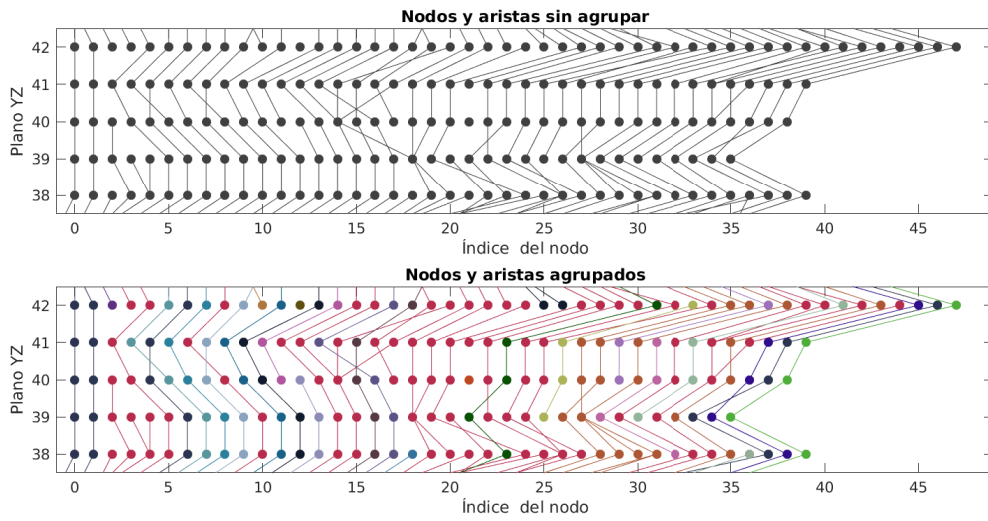 Nodos y aristas sin agrupar
Plano YZ
42
41
40
39
38
0 5 10 15 20 25 30 35 40 45
Índice del nodo
Nodos y aristas agrupados
Plano YZ
42
41
40
39
38
0 5 10 15 20 25 30 35 40 45
Índice del nodo